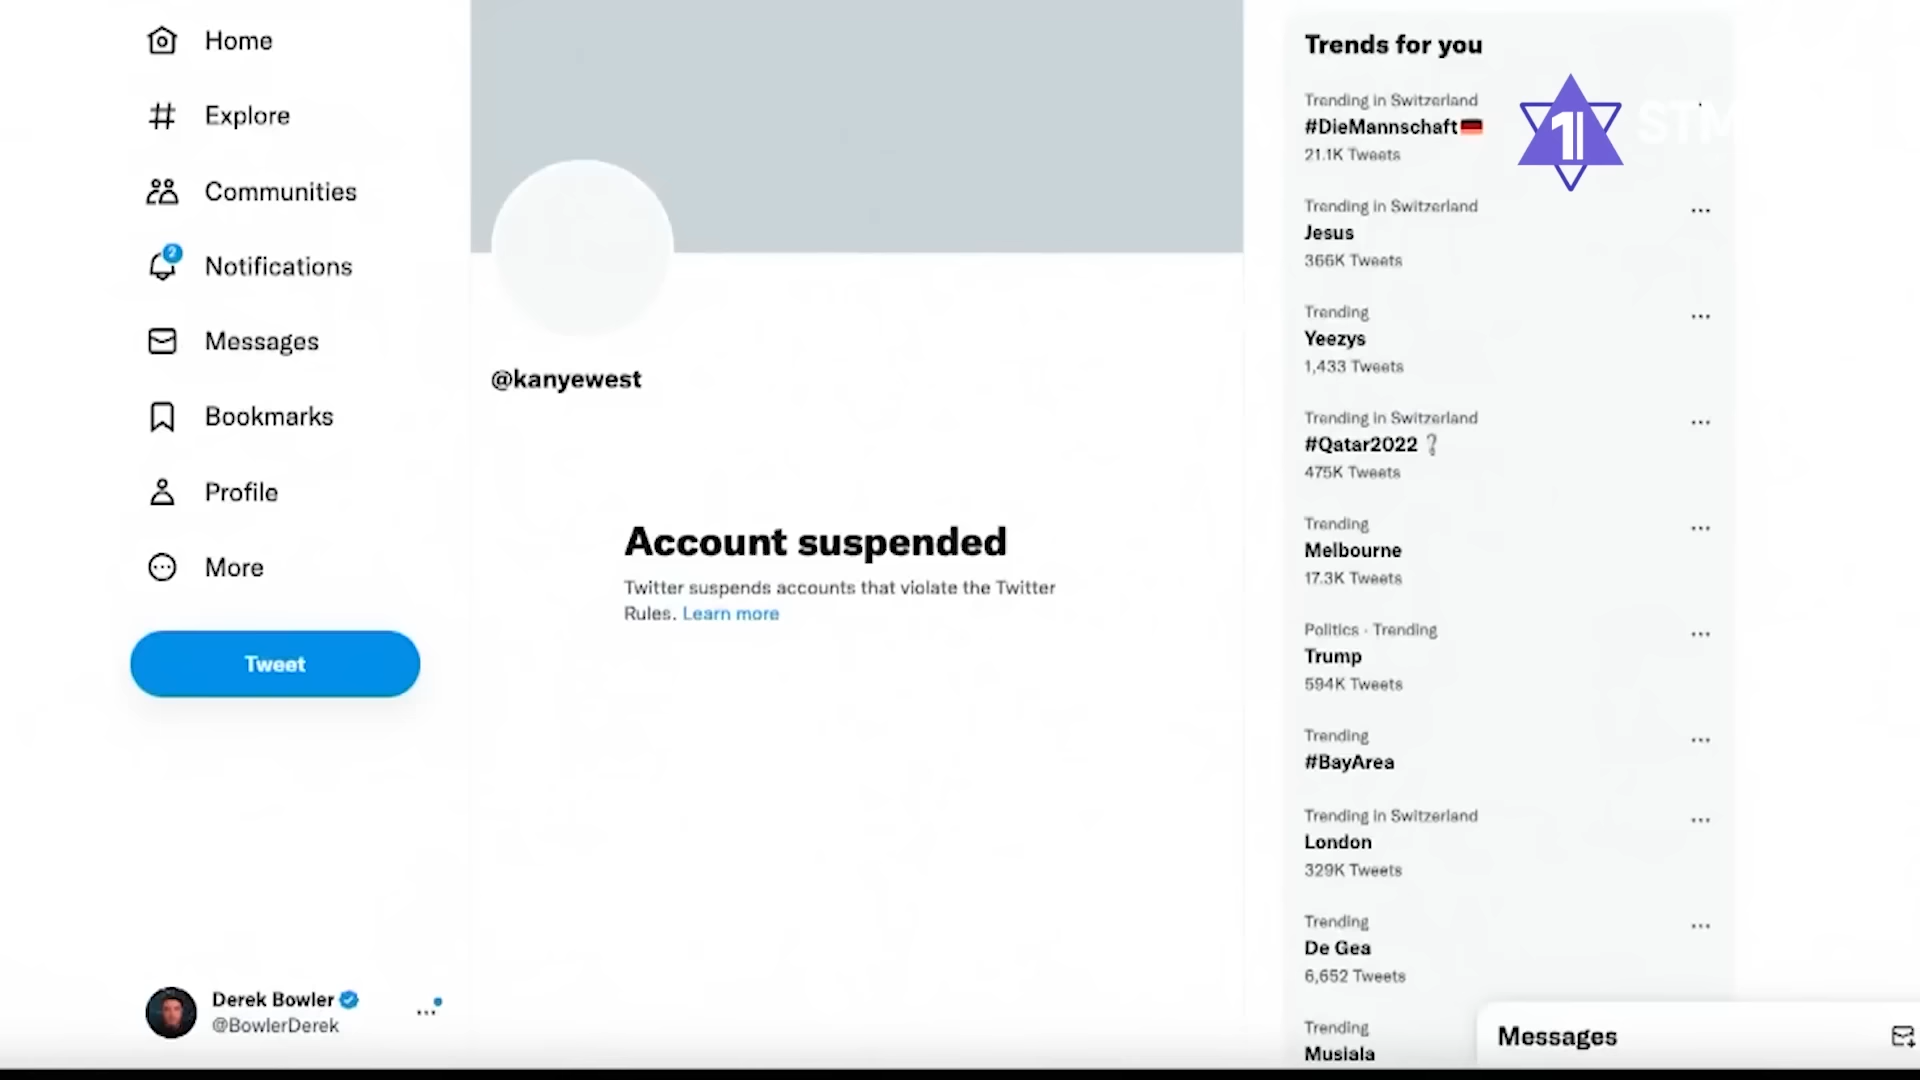 Home
Explore
Communities
2
Notifications
Messages
Bookmarks
Profile
More
Tweet
Derek Bowler
@BowlerDerek
@kanyewest
Account suspended
Twitter suspends accounts that violate the Twitter
Rules. Learn more
Trends for you
Trending in Switzerland
#DieMannschaft
21.1K Tweets
Trending in Switzerland
Jesus
366K Tweets
Trending
Yeezys
1,433 Tweets
Trending in Switzerland
#Qatar2022
475K Tweets
Trending
Melbourne
17.3K Tweets
Politics · Trending
Trump
594K Tweets
Trending
#BayArea
Trending in Switzerland
London
329K Tweets
Trending
De Gea
6,652 Tweets
Trending
Musiala
Messages
1
STM